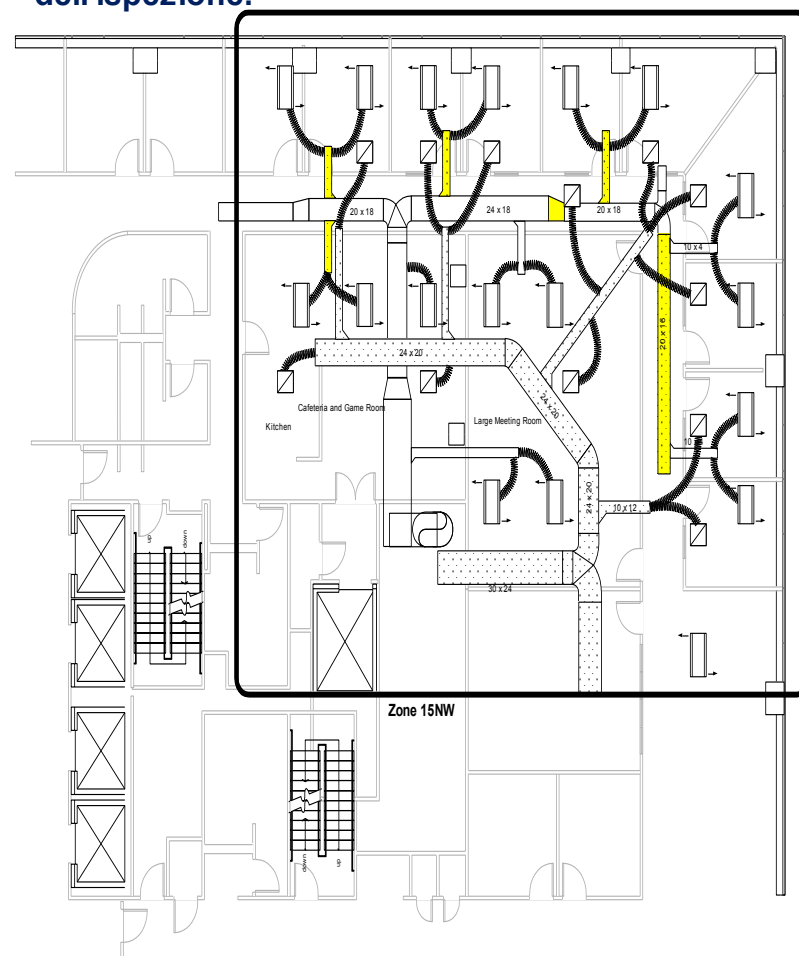 dell'ispezione.
20 x 18
24 x 18
20 x 18
10 x 4
20 x 16
24 x 20
24 x 20
Cafeteria and Game Room
Kitchen
Large Meeting Room
10
24 x 20
10 x 12
up
down
30 x 24
Zone 15NW
down
up